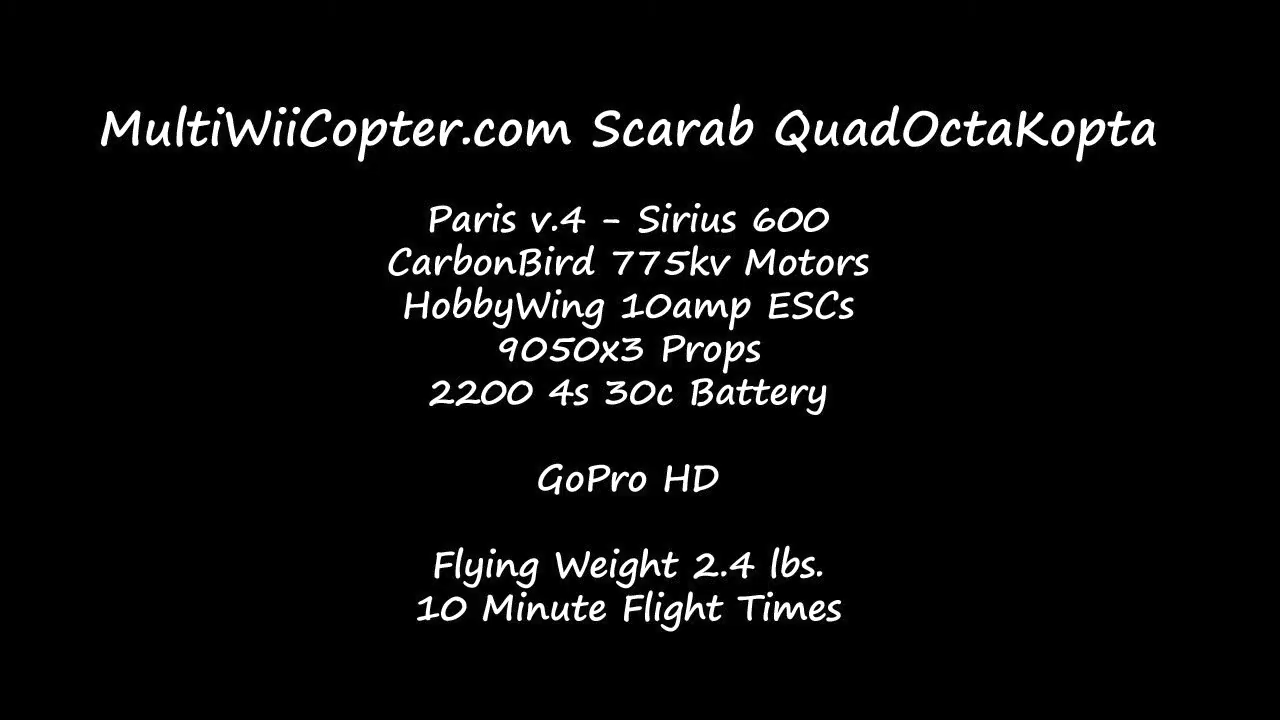 MultiWiiCopter.com Scarab QuadOctaKopta
Paris v.4 - Sirius 600
CarbonBird 775kv Motors
HobbyWing 10amp ESCs
9050x3 Props
2200 4s 30c Battery
GoPro HD
Flying Weight 2.4 lbs.
10 Minute Flight Times